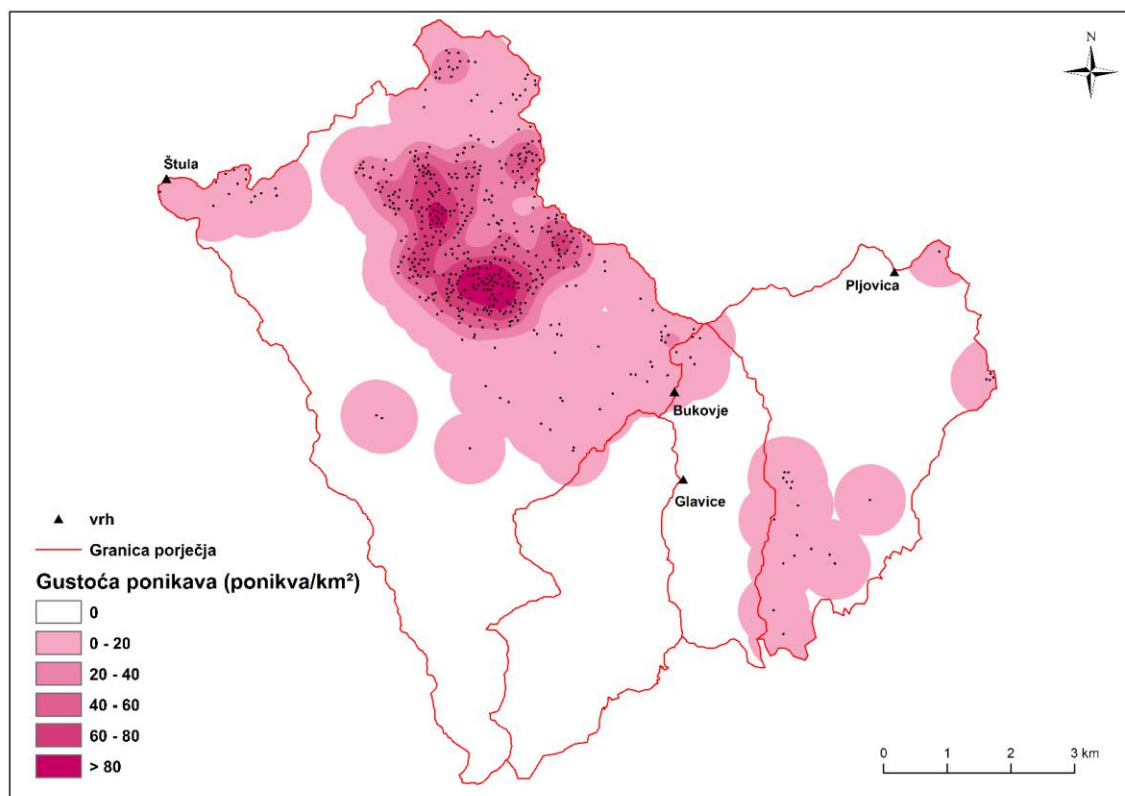 N
Štula
Pljovica
Bukovje
Glavice
vrh
Granica porječja
Gustoća ponikava (ponikva/km²)
0
0 - 20
20 - 40
40 - 60
60 - 80
> 80
0 1 2 3 km